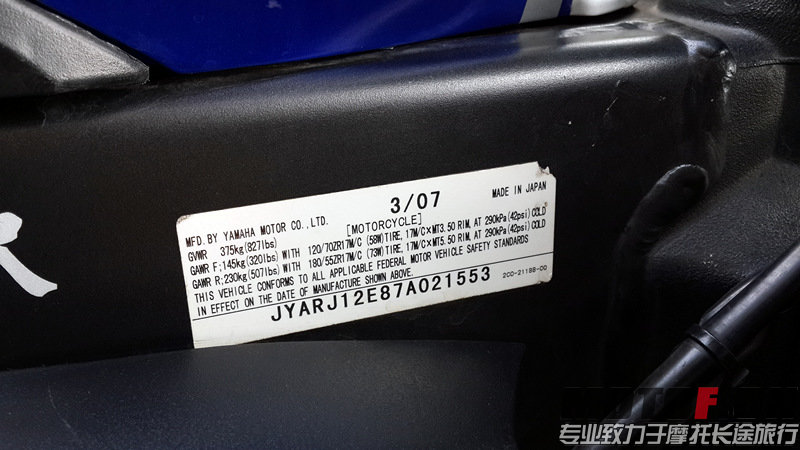 3/07
MADE IN JAPAN
MFD. BY YAMAHA MOTOR CO., LTD.
[MOTORCYCLE]
GVWR 375kg(827lbs)
GAWR F;145kg(320lbs)WITH 120/70ZR17M/C (58W)TIRE, 17M/C×MT3.50 RIM, AT 290kPa(42psi)COLD
GAWR R;230kg(507lbs)WITH 180/55ZR17M/C (73W)TIRE, 17M/C×MT5.50 RIM, AT 290kPa(42psi)COLD
THIS VEHICLE CONFORMS TO ALL APPLICABLE FEDERAL MOTOR VEHICLE SAFETY STANDARDS
IN EFFECT ON THE DATE OF MANUFACTURE SHOWN ABOVE.
2C0-21188-00
JYARJ12E87A021553
专业致力于摩托长途旅行